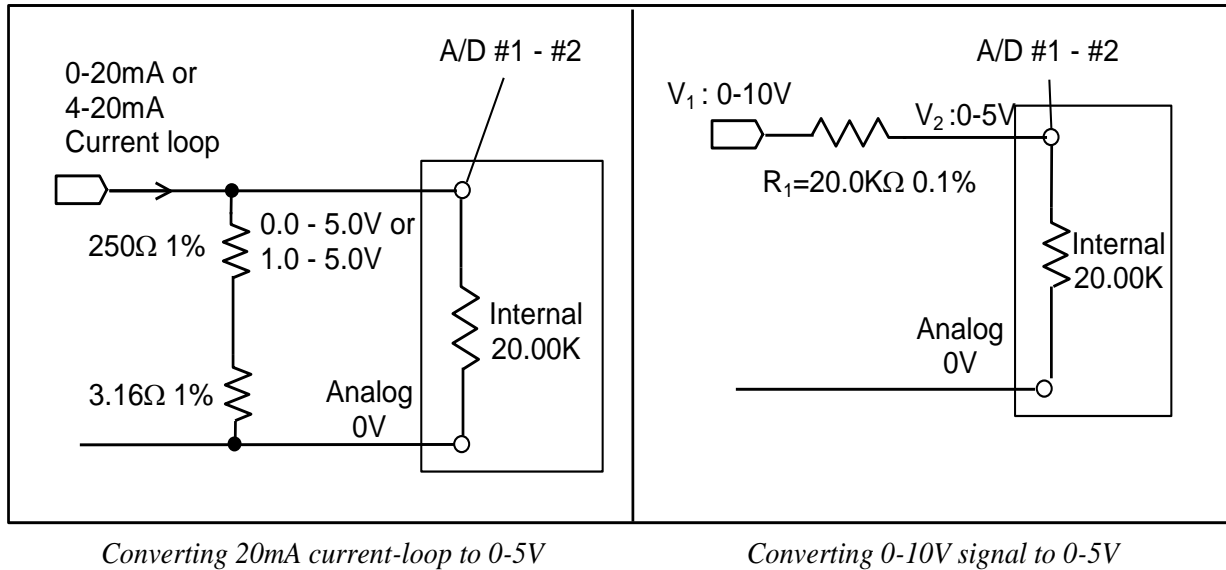 0-20mA or
4-20mA
Current loop
A/D #1 - #2
250Ω 1%
0.0 - 5.0V or
1.0 - 5.0V
Internal
20.00K
3.16Ω 1%
Analog
0V
A/D #1 - #2
V₁ : 0-10V
V₂ :0-5V
R₁=20.0KΩ 0.1%
Internal
20.00K
Analog
0V
Converting 20mA current-loop to 0-5V
Converting 0-10V signal to 0-5V